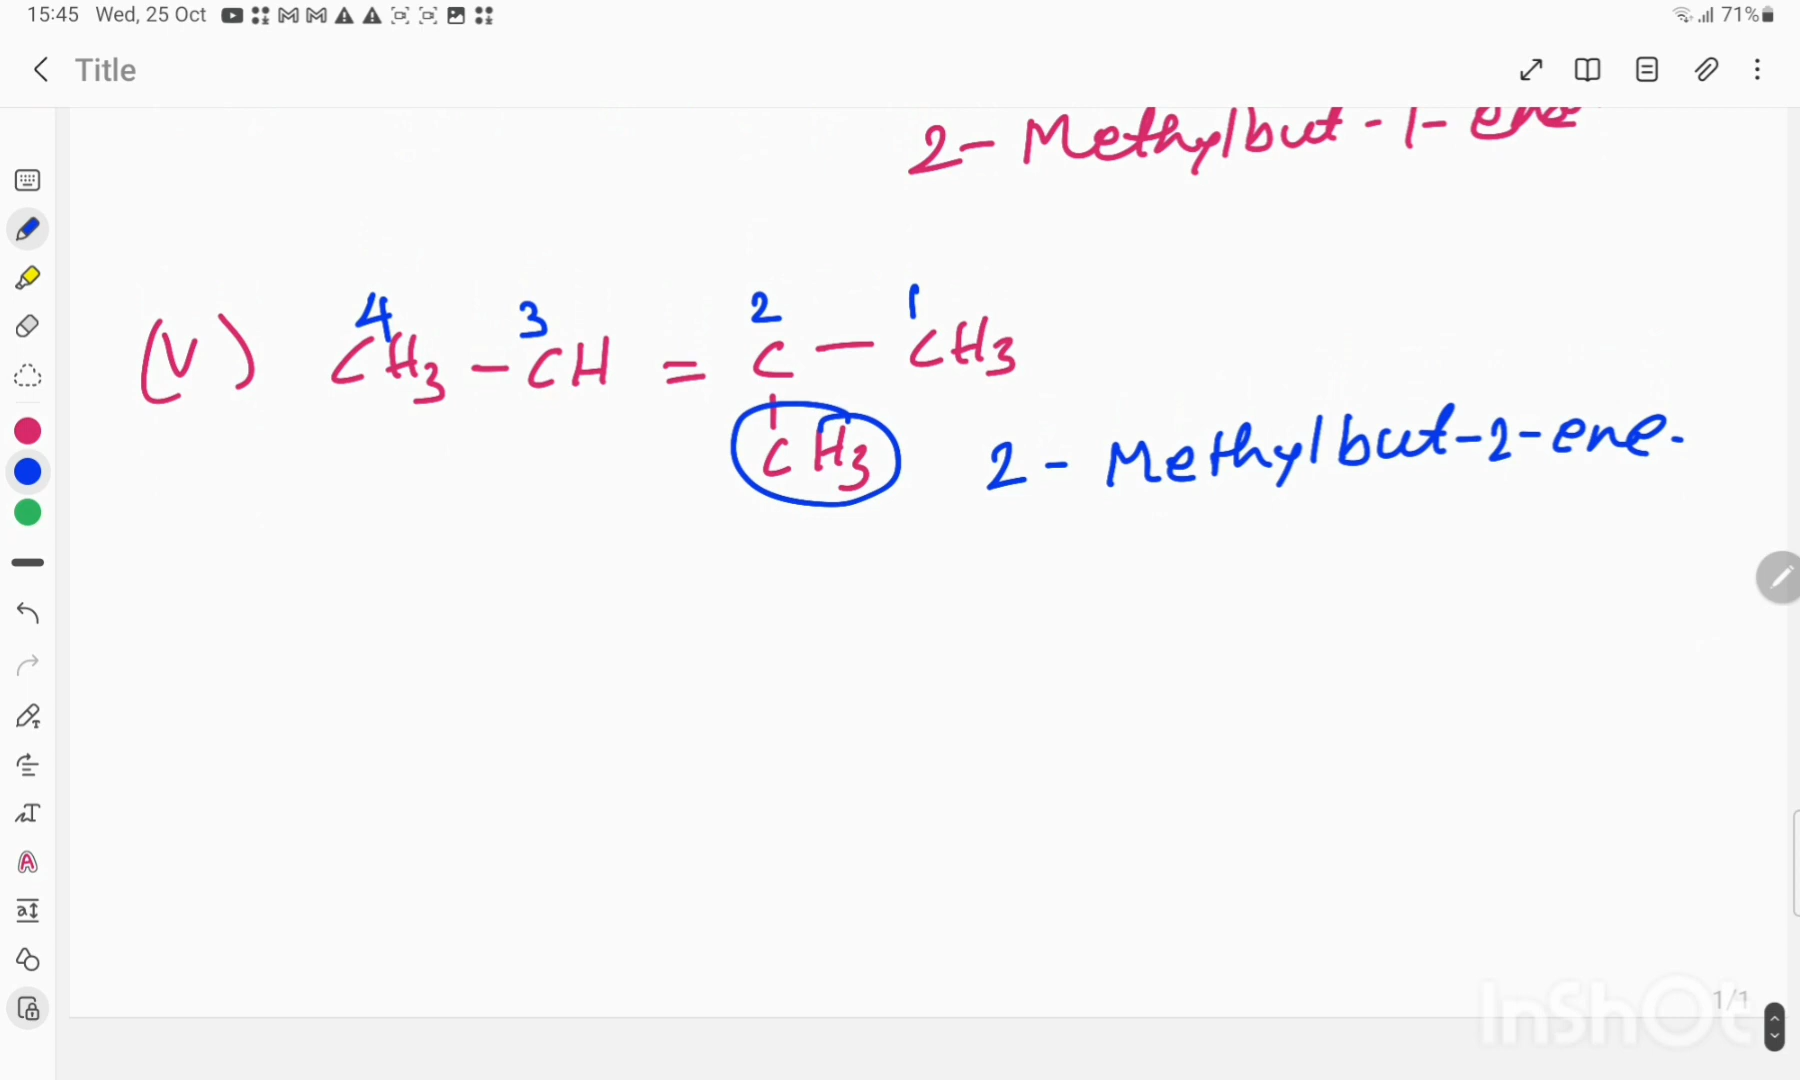 15:45 Wed, 25 Oct
71%
Title
2- Methylbut-1-ene
4 3 2 1
(V) CH3-CH = C - CH3
CH3
2-Methylbut-2-ene.
1/1
InShOt